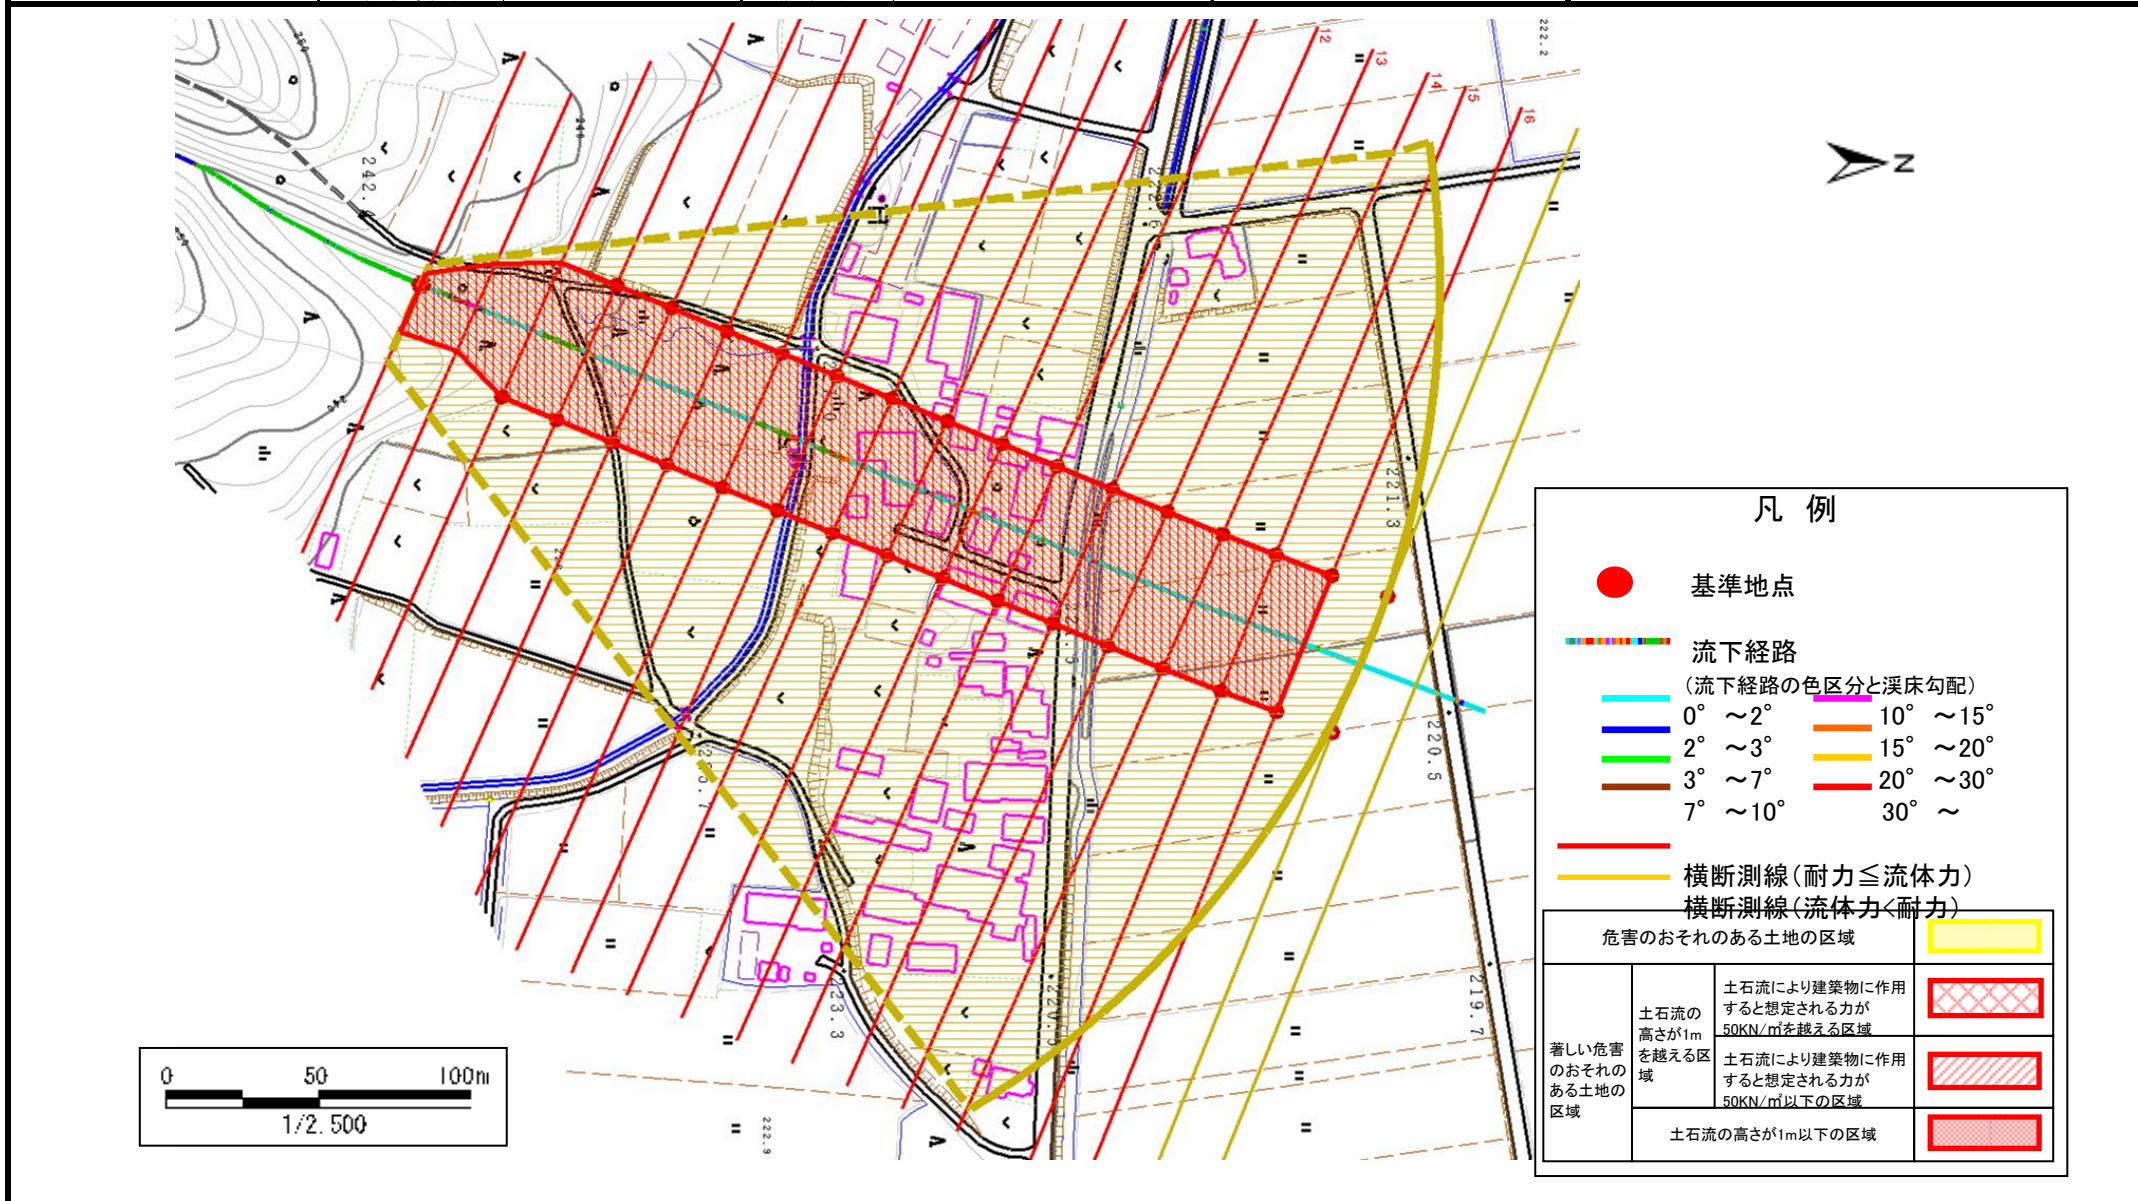 260
240
242.
12
13
14
15
16
222.2
N
242
221.3
220.5
219.7
223.3
222.9
凡 例
基準地点
流下経路
(流下経路の色区分と渓床勾配)
0° ～2°
10° ～15°
2° ～3°
15° ～20°
3° ～7°
20° ～30°
7° ～10°
30° ～
横断測線(耐力≦流体力)
横断測線(流体力<耐力)
危害のおそれのある土地の区域
著しい危害
のおそれの
ある土地の
区域
土石流の
高さが1m
を越える区
域
土石流により建築物に作用
すると想定される力が
50KN/㎡を越える区域
土石流により建築物に作用
すると想定される力が
50KN/㎡以下の区域
土石流の高さが1m以下の区域
0 50 100m
1/2.500